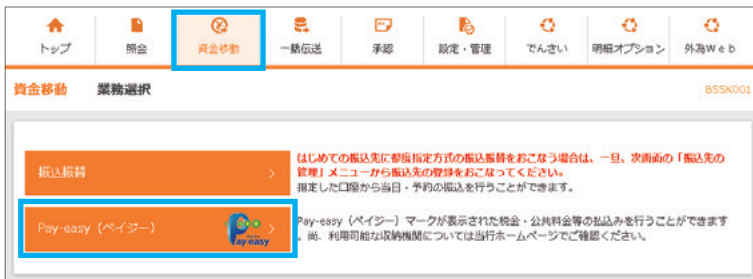 トップ
照会
資金移動
一括伝送
承認
設定・管理
でんさい
明細オプション
外為Ｗｅｂ
資金移動 業務選択 BSSK001
振込振替
はじめての振込先に都度指定方式の振込振替をおこなう場合は、一旦、次画面の「振込先の
管理」メニューから振込先の登録をおこなってください。
指定した口座から当日・予約の振込を行うことができます。
Pay-easy（ペイジー）
Pay-easy
Pay-easy（ペイジー）マークが表示された税金・公共料金等の払込みを行うことができます
。尚、利用可能な収納機関については当行ホームページでご確認ください。